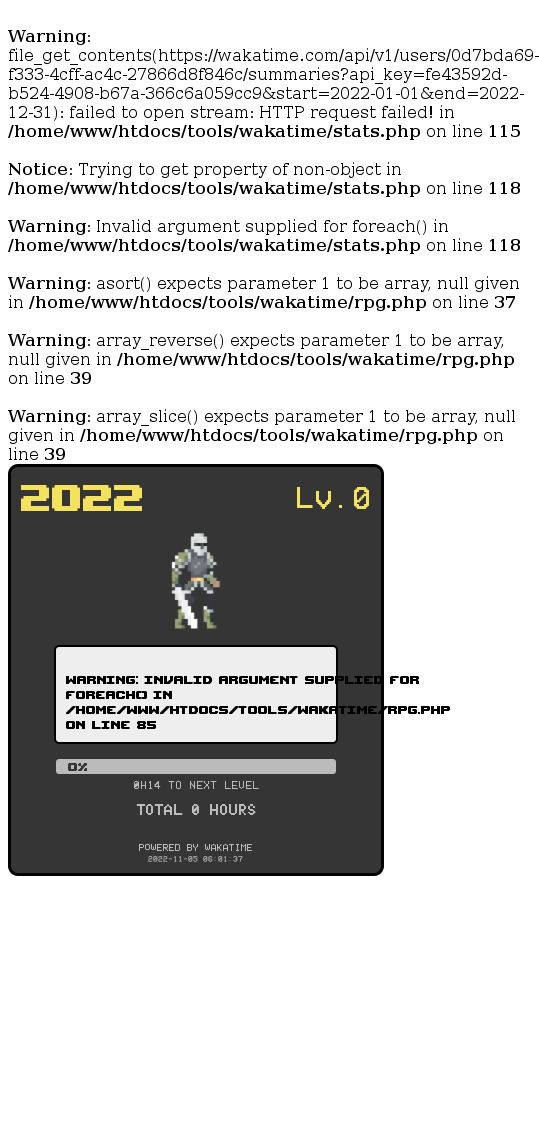 Warning:
file_get_contents(https://wakatime.com/api/v1/users/0d7bda69-
f333-4cff-ac4c-27866d8f846c/summaries?api_key=fe43592d-
b524-4908-b67a-366c6a059cc9&start=2022-01-01&end=2022-
12-31): failed to open stream: HTTP request failed! in
/home/www/htdocs/tools/wakatime/stats.php on line 115
Notice: Trying to get property of non-object in
/home/www/htdocs/tools/wakatime/stats.php on line 118
Warning: Invalid argument supplied for foreach() in
/home/www/htdocs/tools/wakatime/stats.php on line 118
Warning: asort() expects parameter 1 to be array, null given
in /home/www/htdocs/tools/wakatime/rpg.php on line 37
Warning: array_reverse() expects parameter 1 to be array,
null given in /home/www/htdocs/tools/wakatime/rpg.php
on line 39
Warning: array_slice() expects parameter 1 to be array, null
given in /home/www/htdocs/tools/wakatime/rpg.php on
line 39
2022 Lv.0
WARNING: INVALID ARGUMENT SUPPLIED FOR
FOREACH() IN
/HOME/WWW/HTDOCS/TOOLS/WAKATIME/RPG.PHP
ON LINE 85
0%
0H14 TO NEXT LEVEL
TOTAL 0 HOURS
POWERED BY WAKATIME
2022-11-05 06:01:37